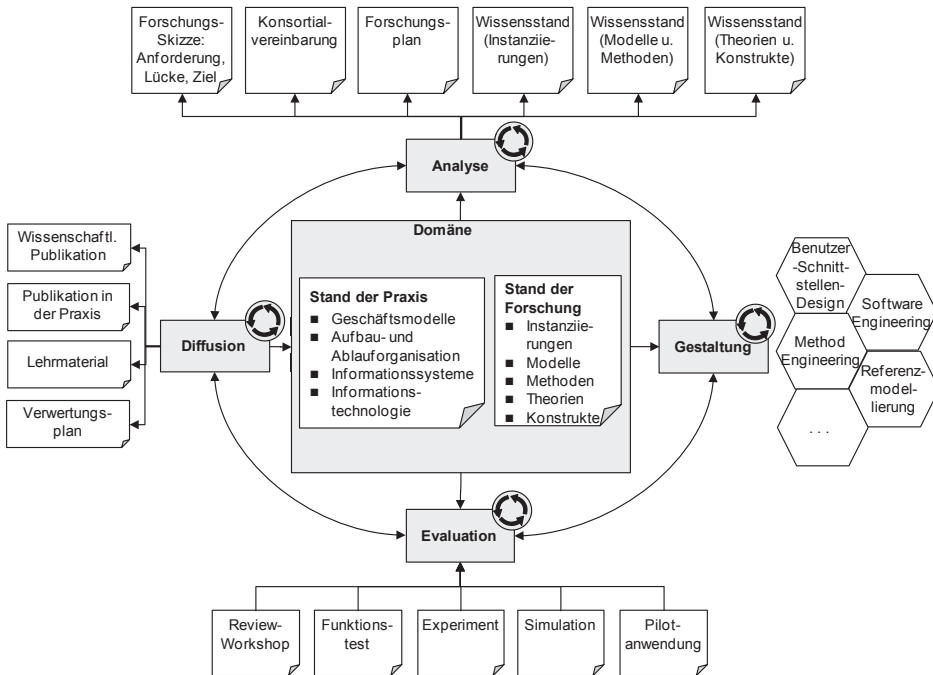 Forschungs-
Skizze:
Anforderung,
Lücke, Ziel
Konsortial-
vereinbarung
Forschungs-
plan
Wissensstand
(Instanziie-
rungen)
Wissensstand
(Modelle u.
Methoden)
Wissensstand
(Theorien u.
Konstrukte)
Analyse
Wissenschaftl.
Publikation
Publikation in
der Praxis
Lehrmaterial
Verwertungs-
plan
Diffusion
Domäne
Stand der Praxis
■ Geschäftsmodelle
■ Aufbau- und
Ablauforganisation
■ Informationssysteme
■ Informations-
technologie
Stand der
Forschung
■ Instanziie-
rungen
■ Modelle
■ Methoden
■ Theorien
■ Konstrukte
Gestaltung
Benutzer
-Schnitt-
stellen-
Design
Software
Engineering
Method
Engineering
Referenz-
model-
lierung
. . .
Evaluation
Review-
Workshop
Funktions-
test
Experiment
Simulation
Pilot-
anwendung